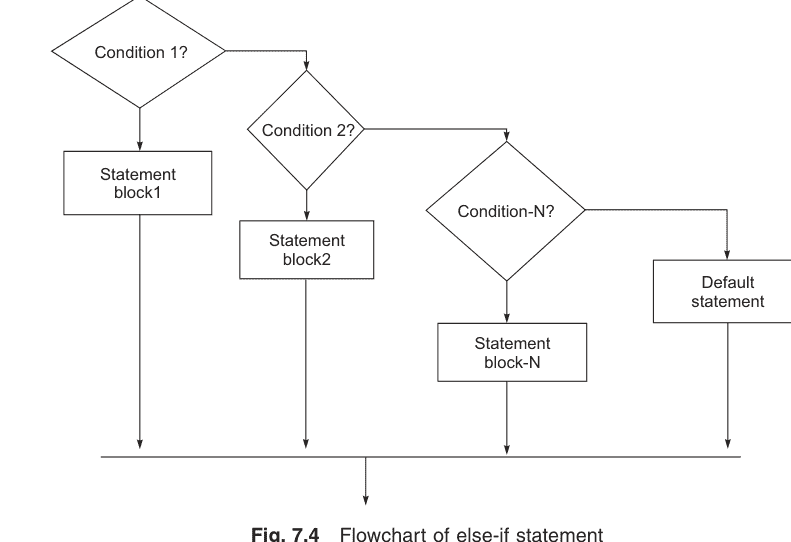 Condition 1?
Condition 2?
Statement
block1
Condition-N?
Statement
block2
Default
statement
Statement
block-N
Fig. 7.4 Flowchart of else-if statement